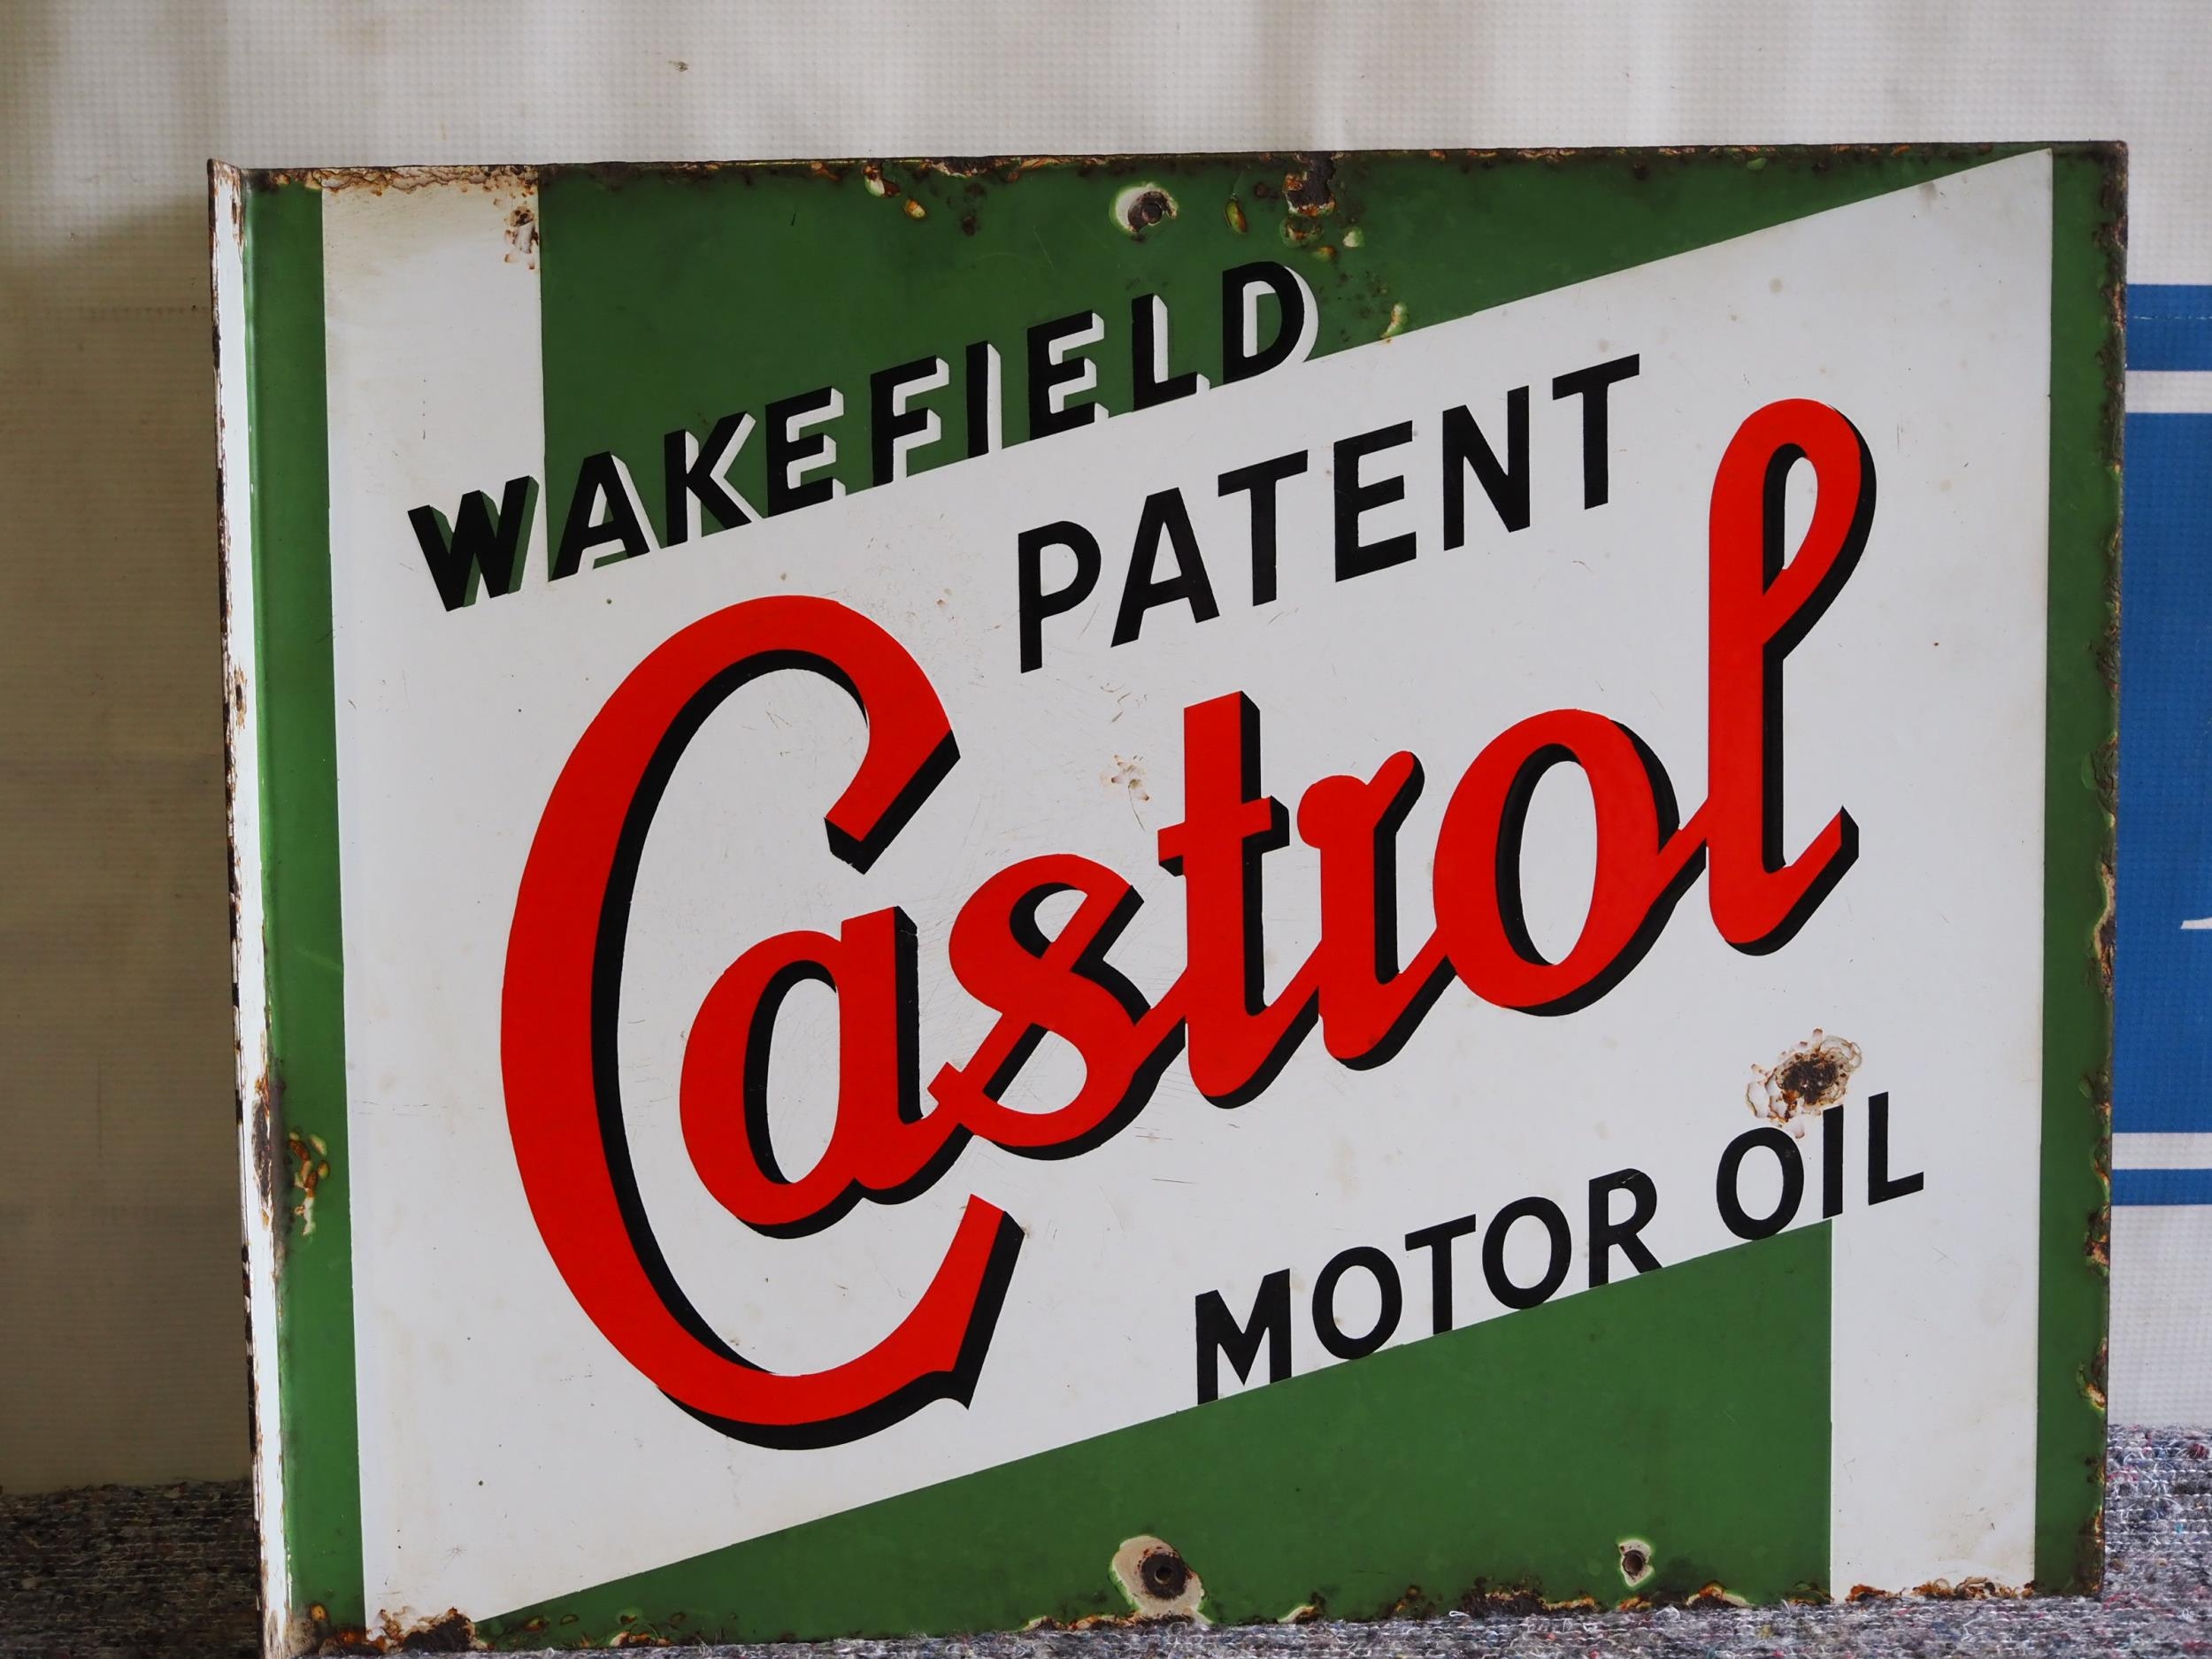 WAKEFIELD
PATENT
Castrol
MOTOR OIL